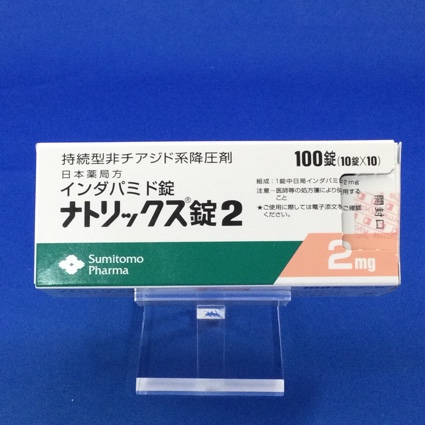 持続型非チアジド系降圧剤
日本薬局方
インダパミド錠
ナトリックス®錠2
100錠(10錠×10)
組成:1錠中日局インダパミド2mg
注意-医師等の処方箋により使用する
こと
★ご使用に際しては電子添文をご確認
ください。
開封口
2mg
Sumitomo
Pharma